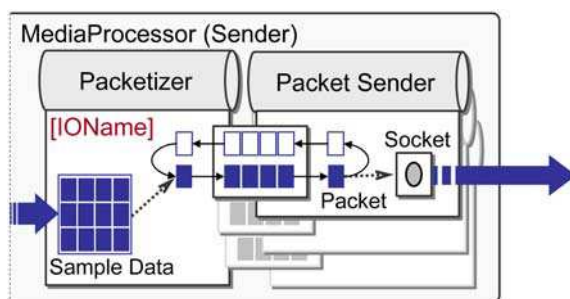 MediaProcessor (Sender)
Packetizer
Packet Sender
[IOName]
Socket
Packet
Sample Data